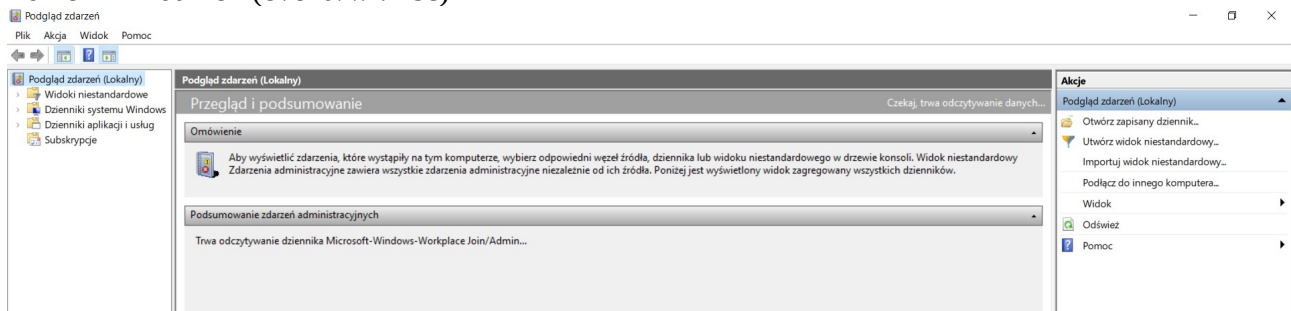 Podgląd zdarzeń
Plik Akcja Widok Pomoc
Podgląd zdarzeń (Lokalny)
Widoki niestandardowe
Dzienniki systemu Windows
Dzienniki aplikacji i usług
Subskrypcje
Podgląd zdarzeń (Lokalny)
Przegląd i podsumowanie Czekaj, trwa odczytywanie danych...
Omówienie
Aby wyświetlić zdarzenia, które wystąpiły na tym komputerze, wybierz odpowiedni węzeł źródła, dziennika lub widoku niestandardowego w drzewie konsoli. Widok niestandardowy
Zdarzenia administracyjne zawiera wszystkie zdarzenia administracyjne niezależnie od ich źródła. Poniżej jest wyświetlony widok zagregowany wszystkich dzienników.
Podsumowanie zdarzeń administracyjnych
Trwa odczytywanie dziennika Microsoft-Windows-Workplace Join/Admin...
Akcje
Podgląd zdarzeń (Lokalny)
Otwórz zapisany dziennik...
Utwórz widok niestandardowy...
Importuj widok niestandardowy...
Podłącz do innego komputera...
Widok
Odśwież
Pomoc